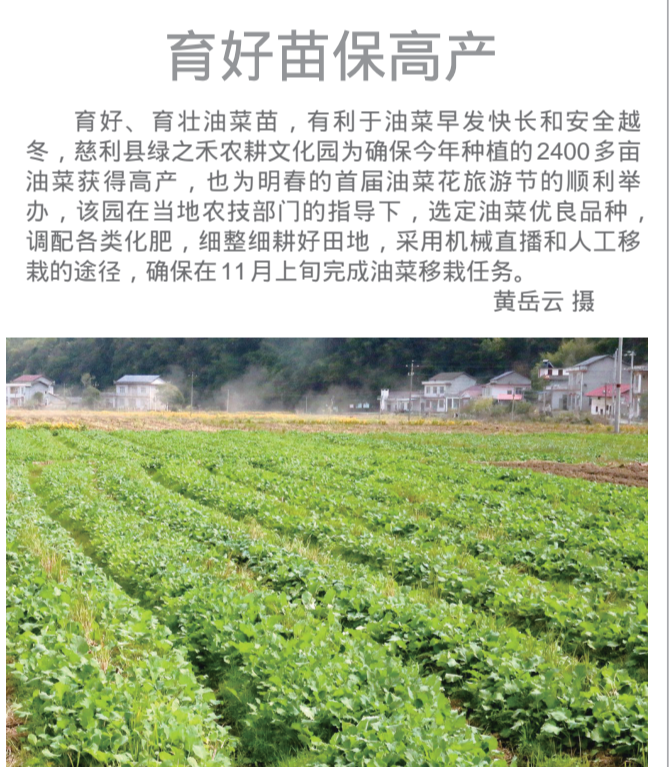 育好苗保高产
育好、育壮油菜苗，有利于油菜早发快长和安全越
冬，慈利县绿之禾农耕文化园为确保今年种植的2400多亩
油菜获得高产，也为明春的首届油菜花旅游节的顺利举
办，该园在当地农技部门的指导下，选定油菜优良品种，
调配各类化肥，细整细耕好田地，采用机械直播和人工移
栽的途径，确保在11月上旬完成油菜移栽任务。
黄岳云 摄